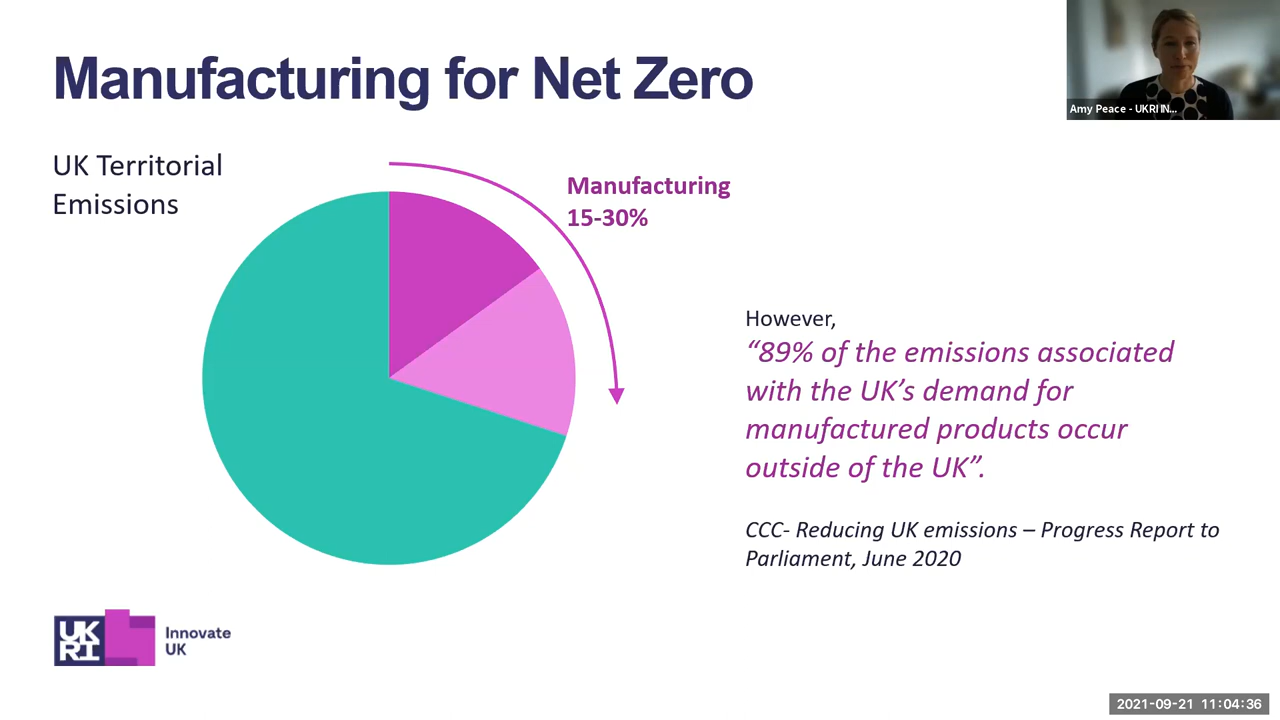 Manufacturing for Net Zero
Amy Peace - UKRI IN...
UK Territorial
Emissions
Manufacturing
15-30%
However,
“89% of the emissions associated
with the UK’s demand for
manufactured products occur
outside of the UK”.
CCC- Reducing UK emissions – Progress Report to
Parliament, June 2020
UK
RI
Innovate
UK
2021-09-21 11:04:36